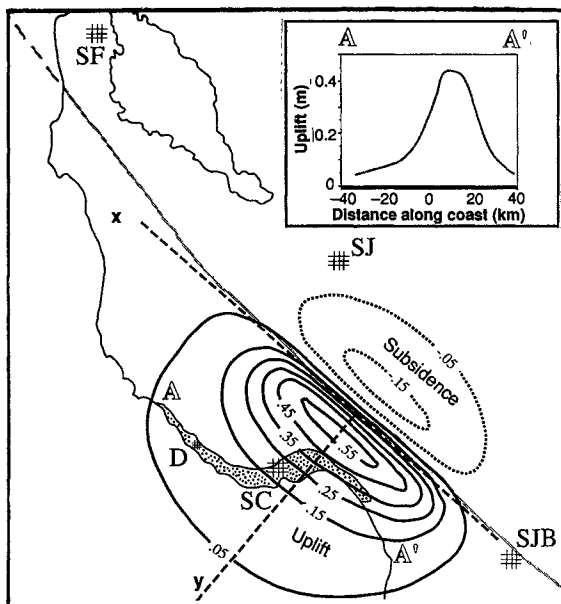 SF
A A'
Uplift (m)
0.4
0.2
0
-40 -20 0 20 40
Distance along coast (km)
x
SJ
-.05
Subsidence
-.15
A
.45
.35
.55
D
SC
.25
.15
Uplift
A'
SJB
.05
y